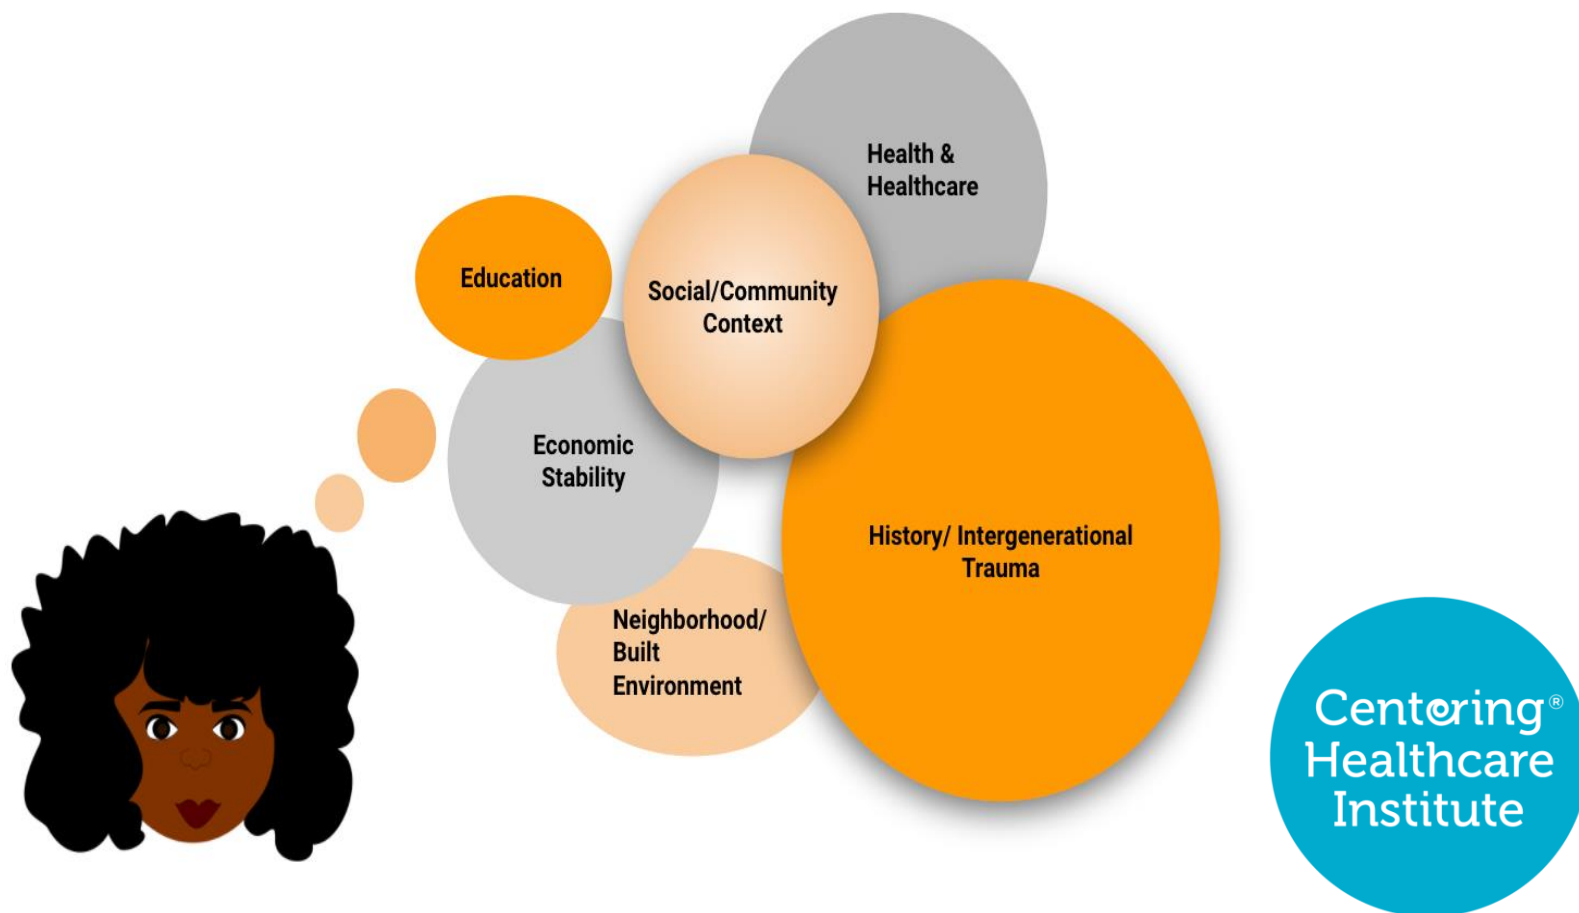 Health &
Healthcare
Education
Social/Community
Context
Economic
Stability
History/ Intergenerational
Trauma
Neighborhood/
Built
Environment
Centering®
Healthcare
Institute